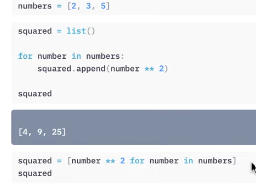 numbers = [2, 3, 5]
squared = list()
for number in numbers:
    squared.append(number ** 2)
squared
[4, 9, 25]
squared = [number ** 2 for number in numbers]
squared